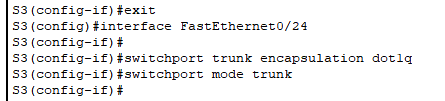 S3(config-if)#exit
S3(config)#interface FastEthernet0/24
S3(config-if)#
S3(config-if)#switchport trunk encapsulation dot1q
S3(config-if)#switchport mode trunk
S3(config-if)#